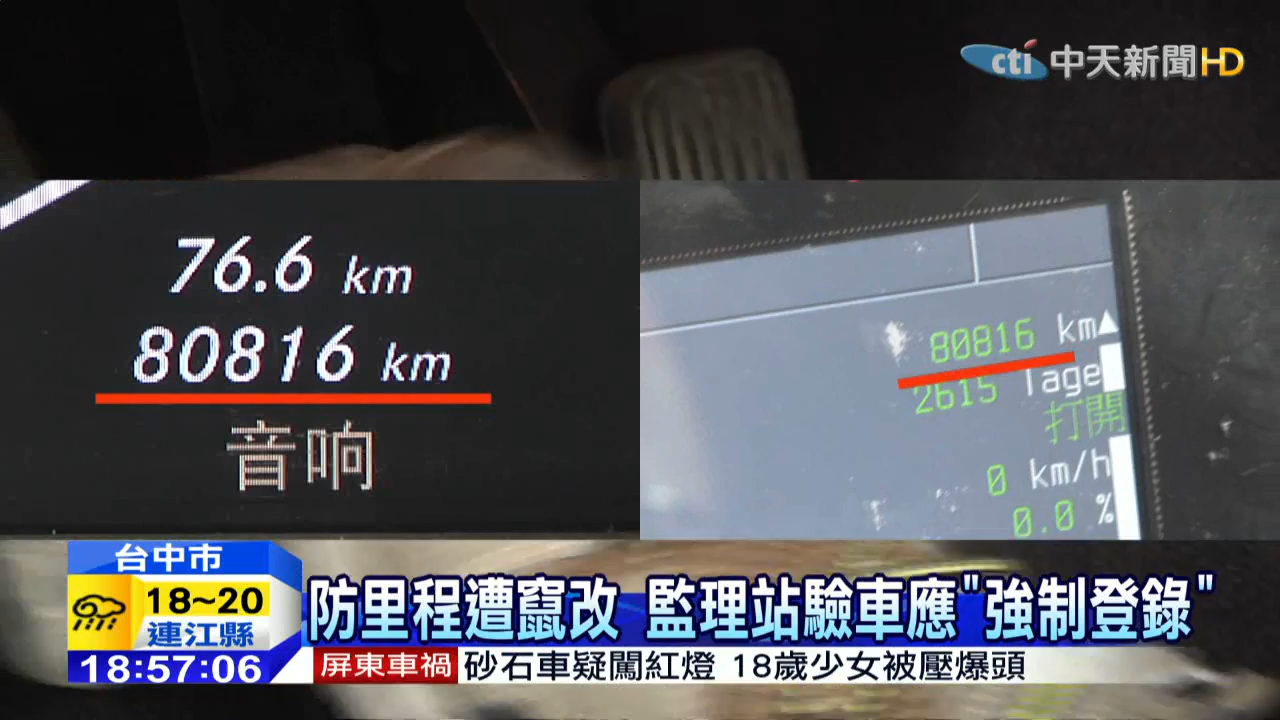 cti 中天新聞HD
76.6 km
80816 km
音响
80816 km▲
2615 Tage
打開
0 km/h
0.0 %
台中市
18~20
連江縣
18:57:06
防里程遭竄改 監理站驗車應"強制登錄"
屏東車禍 砂石車疑闖紅燈 18歲少女被壓爆頭